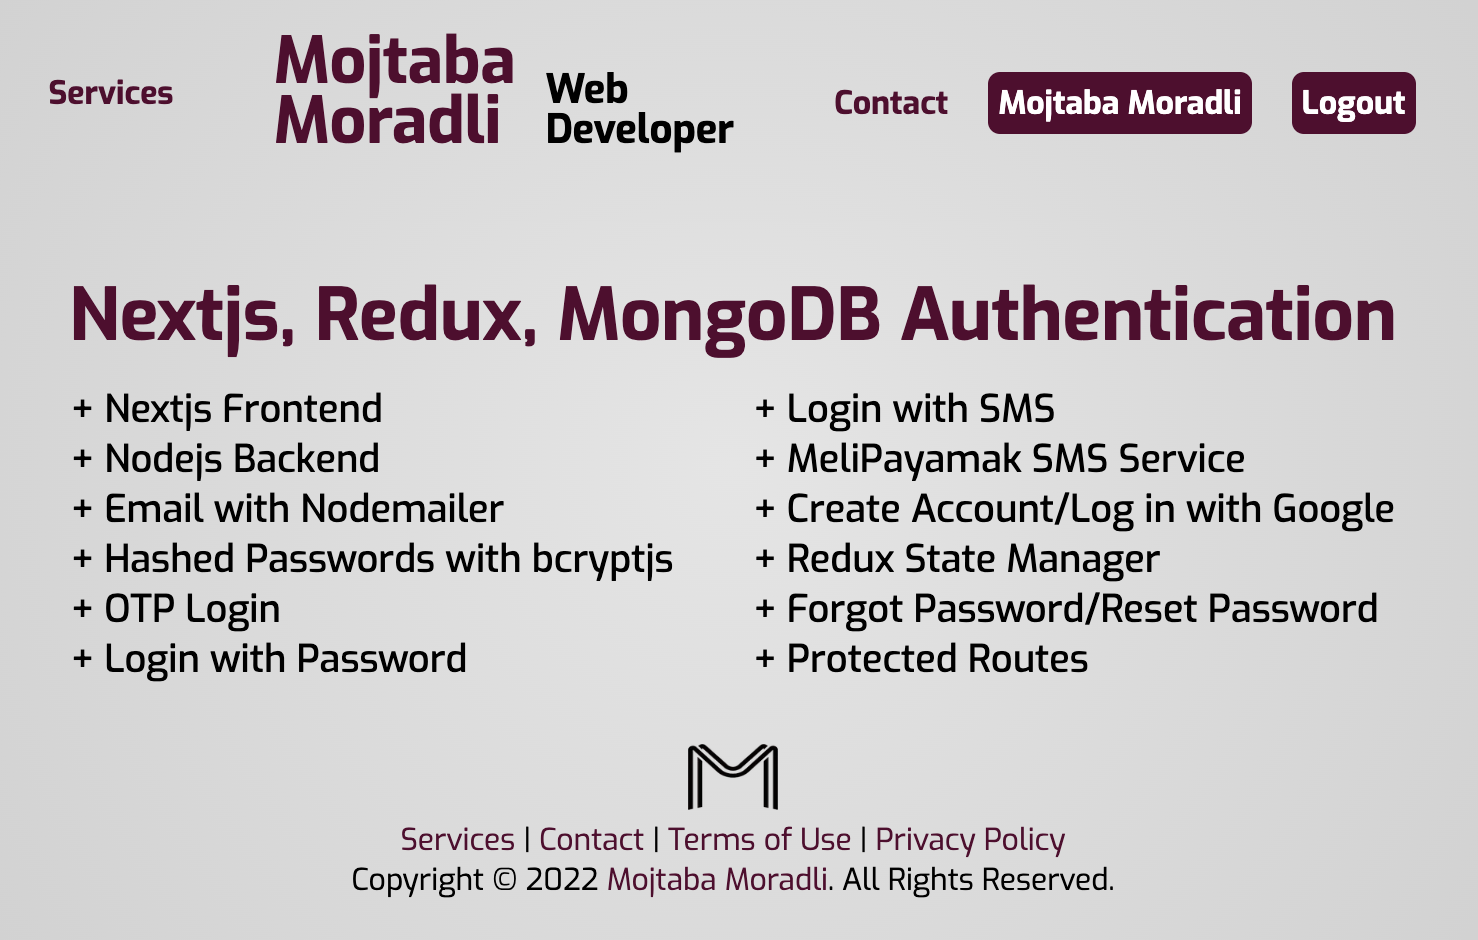 Services
Mojtaba
Moradli
Web
Developer
Contact
Mojtaba Moradli
Logout
Nextjs, Redux, MongoDB Authentication
+ Nextjs Frontend
+ Nodejs Backend
+ Email with Nodemailer
+ Hashed Passwords with bcryptjs
+ OTP Login
+ Login with Password
+ Login with SMS
+ MeliPayamak SMS Service
+ Create Account/Log in with Google
+ Redux State Manager
+ Forgot Password/Reset Password
+ Protected Routes
M
Services | Contact | Terms of Use | Privacy Policy
Copyright © 2022 Mojtaba Moradli. All Rights Reserved.